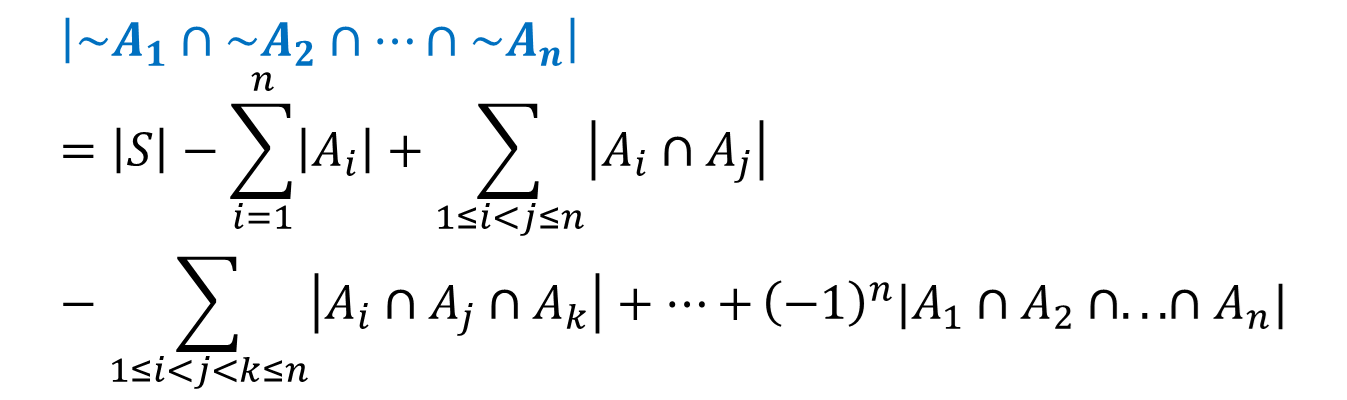 |~A₁ ∩ ~A₂ ∩ ⋯ ∩ ~Aₙ|
= |S| − ∑_{i=1}^{n} |Aᵢ| + ∑_{1≤i<j≤n} |Aᵢ ∩ Aⱼ|
− ∑_{1≤i<j<k≤n} |Aᵢ ∩ Aⱼ ∩ Aₖ| + ⋯ + (−1)ⁿ|A₁ ∩ A₂ ∩…∩ Aₙ|